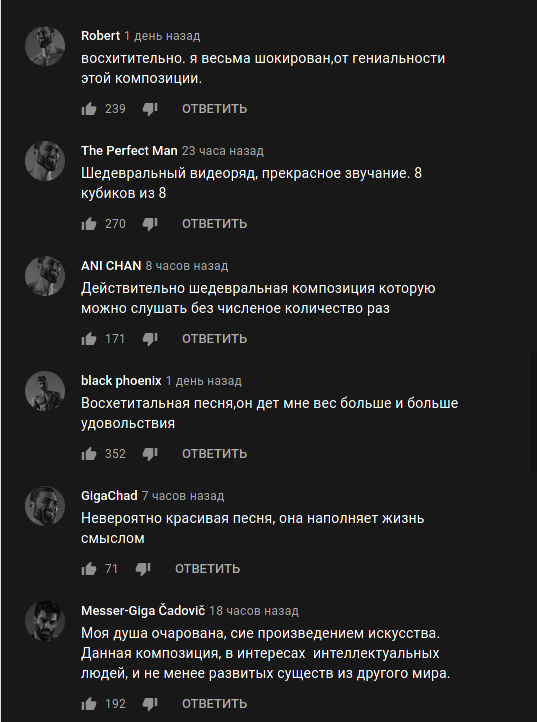 Robert 1 день назад
восхитительно. я весьма шокирован,от гениальности
этой композиции.
239 ОТВЕТИТЬ
The Perfect Man 23 часа назад
Шедевральный видеоряд, прекрасное звучание. 8
кубиков из 8
270 ОТВЕТИТЬ
ANI CHAN 8 часов назад
Действительно шедевральная композиция которую
можно слушать без численое количество раз
171 ОТВЕТИТЬ
black phoenix 1 день назад
Восхетитальная песня,он дет мне вес больше и больше
удовольствия
352 ОТВЕТИТЬ
GigaChad 7 часов назад
Невероятно красивая песня, она наполняет жизнь
смыслом
71 ОТВЕТИТЬ
Messer-Giga Čadovič 18 часов назад
Моя душа очарована, сие произведением искусства.
Данная композиция, в интересах интеллектуальных
людей, и не менее развитых существ из другого мира.
192 ОТВЕТИТЬ